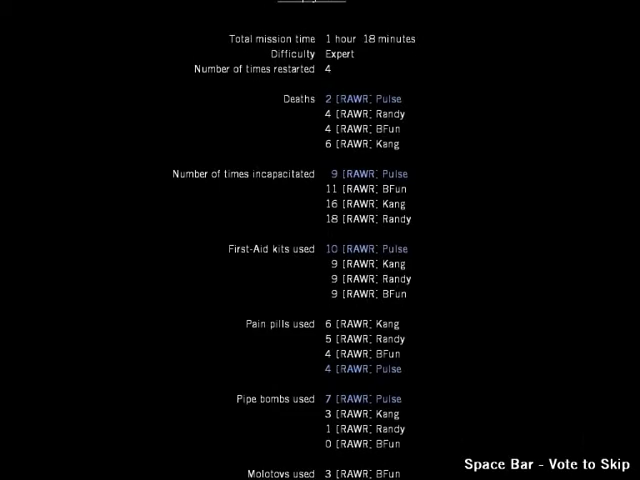 Total mission time 1 hour 18 minutes
Difficulty Expert
Number of times restarted 4
Deaths 2 [RAWR] Pulse
4 [RAWR] Randy
4 [RAWR] BFun
6 [RAWR] Kang
Number of times incapacitated 9 [RAWR] Pulse
11 [RAWR] BFun
16 [RAWR] Kang
18 [RAWR] Randy
First-Aid kits used 10 [RAWR] Pulse
9 [RAWR] Kang
9 [RAWR] Randy
9 [RAWR] BFun
Pain pills used 6 [RAWR] Kang
5 [RAWR] Randy
4 [RAWR] BFun
4 [RAWR] Pulse
Pipe bombs used 7 [RAWR] Pulse
3 [RAWR] Kang
1 [RAWR] Randy
0 [RAWR] BFun
Molotovs used 3 [RAWR] BFun
Space Bar - Vote to Skip